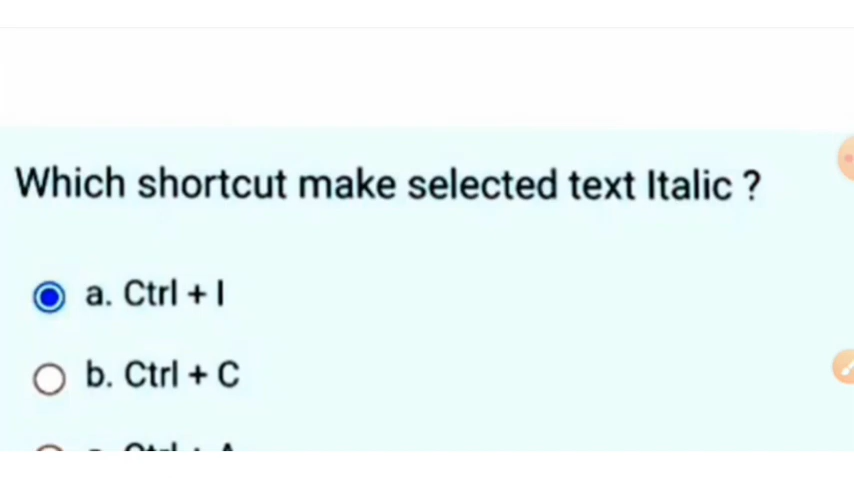 Which shortcut make selected text Italic ?
a. Ctrl + I
b. Ctrl + C